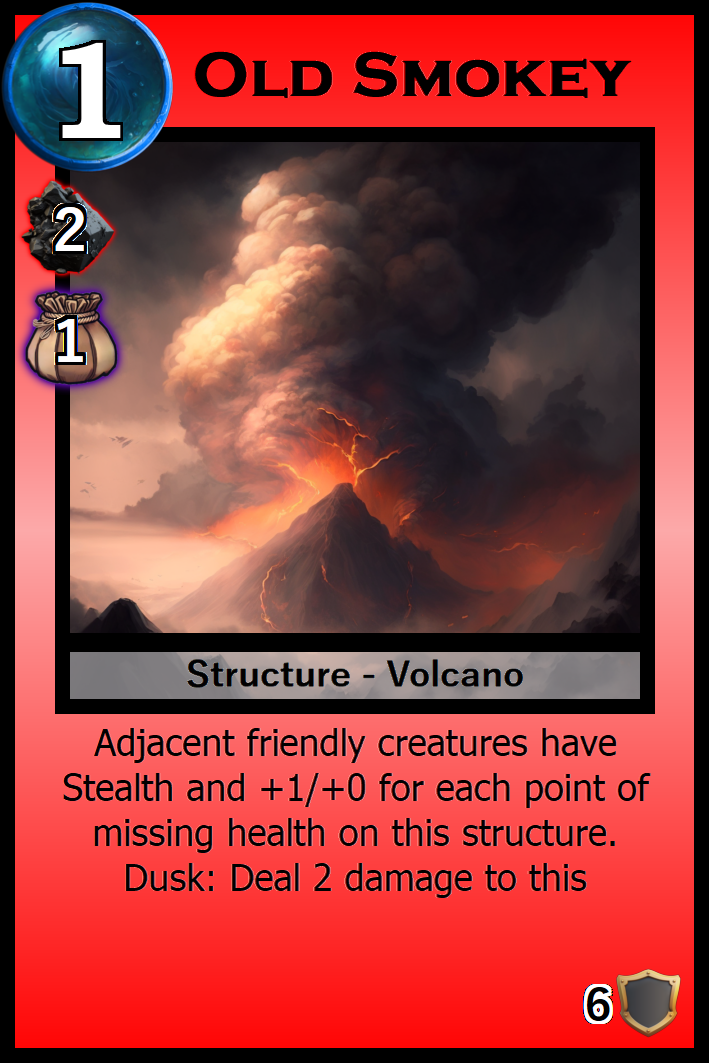 1
Old Smokey
2
1
Structure - Volcano
Adjacent friendly creatures have
Stealth and +1/+0 for each point of
missing health on this structure.
Dusk: Deal 2 damage to this
6